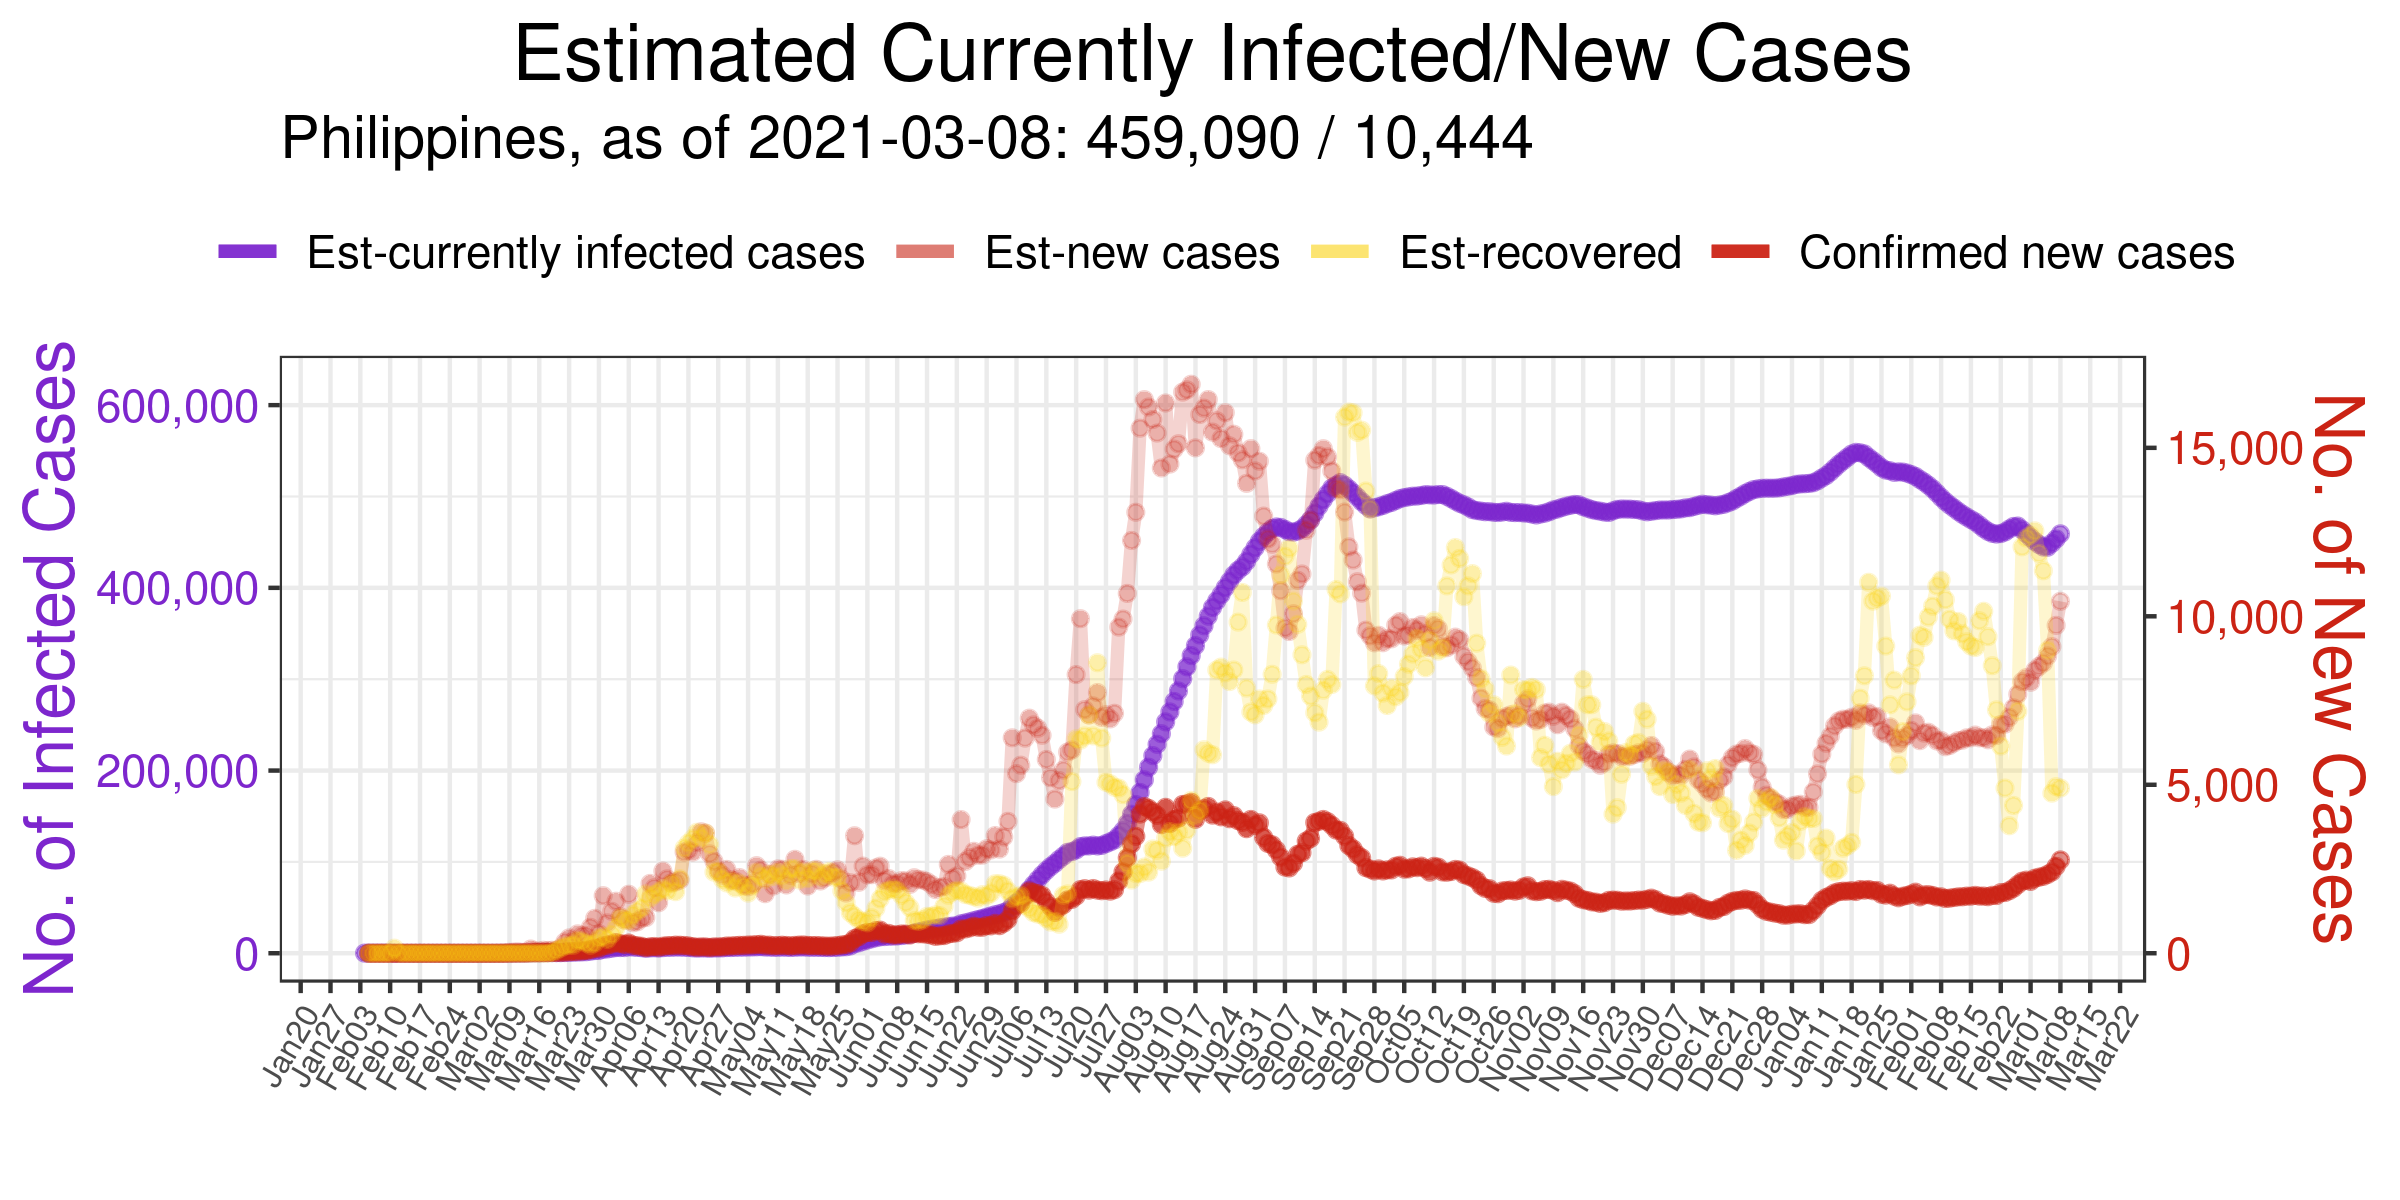 Estimated Currently Infected/New Cases
Philippines, as of 2021-03-08: 459,090 / 10,444
Est-currently infected cases
Est-new cases
Est-recovered
Confirmed new cases
No. of Infected Cases
600,000
400,000
200,000
0
15,000
10,000
5,000
0
No. of New Cases
Jan20
Jan27
Feb03
Feb10
Feb17
Feb24
Mar02
Mar09
Mar16
Mar23
Mar30
Apr06
Apr13
Apr20
Apr27
May04
May11
May18
May25
Jun01
Jun08
Jun15
Jun22
Jun29
Jul06
Jul13
Jul20
Jul27
Aug03
Aug10
Aug17
Aug24
Aug31
Sep07
Sep14
Sep21
Sep28
Oct05
Oct12
Oct19
Oct26
Nov02
Nov09
Nov16
Nov23
Nov30
Dec07
Dec14
Dec21
Dec28
Jan04
Jan11
Jan18
Jan25
Feb01
Feb08
Feb15
Feb22
Mar01
Mar08
Mar15
Mar22